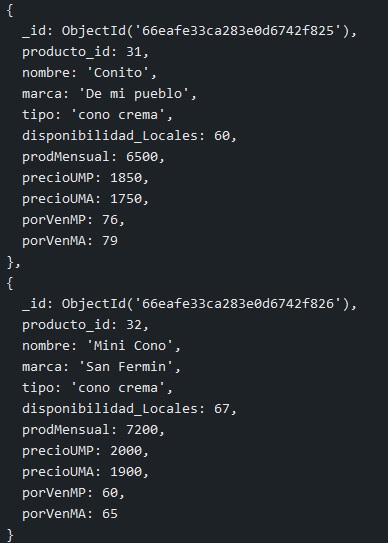 {
  _id: ObjectId('66eafe33ca283e0d6742f825'),
  producto_id: 31,
  nombre: 'Conito',
  marca: 'De mi pueblo',
  tipo: 'cono crema',
  disponibilidad_Locales: 60,
  prodMensual: 6500,
  precioUMP: 1850,
  precioUMA: 1750,
  porVenMP: 76,
  porVenMA: 79
},
{
  _id: ObjectId('66eafe33ca283e0d6742f826'),
  producto_id: 32,
  nombre: 'Mini Cono',
  marca: 'San Fermin',
  tipo: 'cono crema',
  disponibilidad_Locales: 67,
  prodMensual: 7200,
  precioUMP: 2000,
  precioUMA: 1900,
  porVenMP: 60,
  porVenMA: 65
}